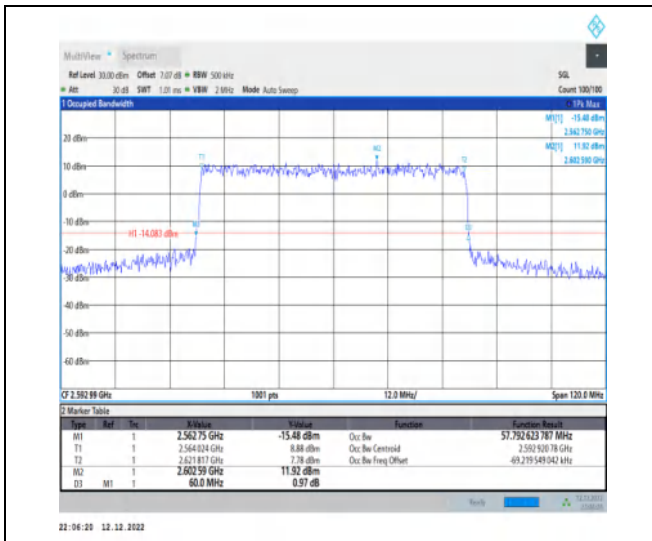 MultiView Spectrum
Ref Level 30.00 dBm Offset 7.07 dB RBW 500 kHz SGL
Att 30 dB SWT 1.01 ms VBW 2 MHz Mode Auto Sweep Count 100/100
1 Occupied Bandwidth 1Pk Max
M1[1] -15.48 dBm
2.562 750 GHz
M2[1] 11.92 dBm
2.602 590 GHz
20 dBm
10 dBm
0 dBm
-10 dBm
H1 -14.083 dBm
-20 dBm
-30 dBm
-40 dBm
-50 dBm
-60 dBm
T1
M2
T2
M1
D3
CF 2.592 99 GHz 1001 pts 12.0 MHz/ Span 120.0 MHz
2 Marker Table
Type Ref Trc X-Value Y-Value Function Function Result
M1 1 2.562 75 GHz -15.48 dBm Occ Bw 57.792 623 787 MHz
T1 1 2.564 024 GHz 8.88 dBm Occ Bw Centroid 2.592 920 78 GHz
T2 1 2.621 817 GHz 7.78 dBm Occ Bw Freq Offset -69.219 549 042 kHz
M2 1 2.602 59 GHz 11.92 dBm
D3 M1 1 60.0 MHz 0.97 dB
Ready
22:06:20 12.12.2022